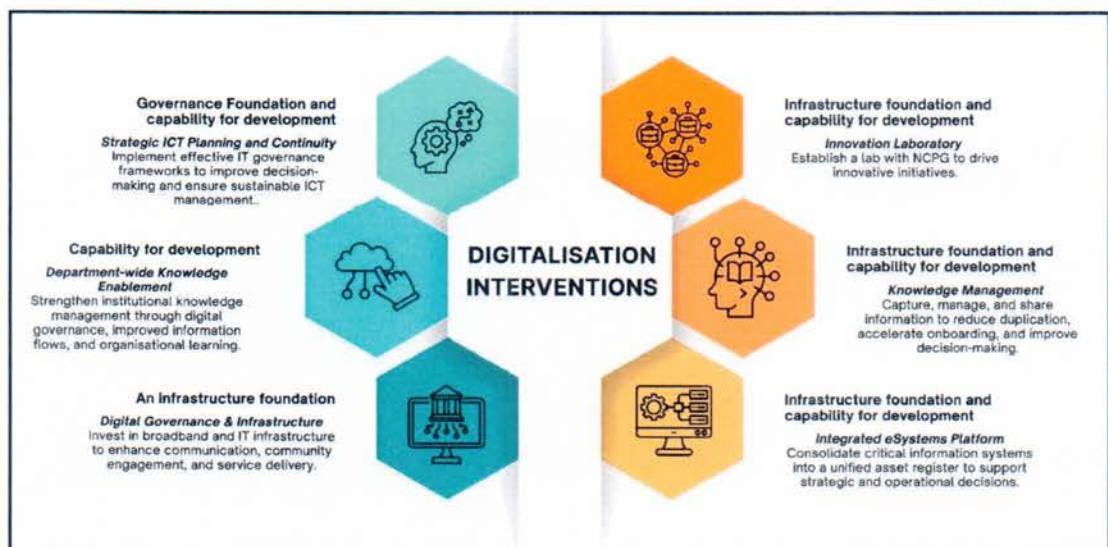 Governance Foundation and
capability for development
Strategic ICT Planning and Continuity
Implement effective IT governance
frameworks to improve decision-
making and ensure sustainable ICT
management..
Capability for development
Department-wide Knowledge
Enablement
Strengthen institutional knowledge
management through digital
governance, improved information
flows, and organisational learning.
An infrastructure foundation
Digital Governance & Infrastructure
Invest in broadband and IT infrastructure
to enhance communication, community
engagement, and service delivery.
DIGITALISATION
INTERVENTIONS
Infrastructure foundation and
capability for development
Innovation Laboratory
Establish a lab with NCPG to drive
innovative initiatives.
Infrastructure foundation and
capability for development
Knowledge Management
Capture, manage, and share
information to reduce duplication,
accelerate onboarding, and improve
decision-making.
Infrastructure foundation and
capability for development
Integrated eSystems Platform
Consolidate critical information systems
into a unified asset register to support
strategic and operational decisions.